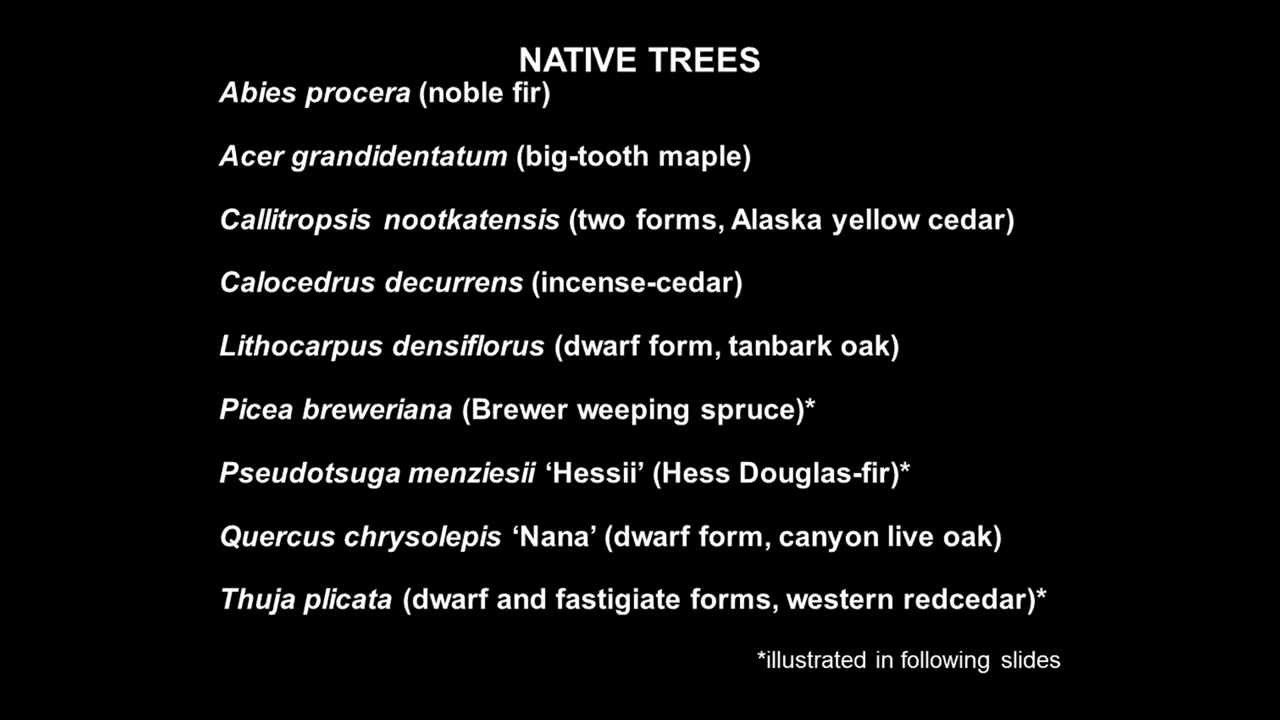 NATIVE TREES
Abies procera (noble fir)
Acer grandidentatum (big-tooth maple)
Callitropsis nootkatensis (two forms, Alaska yellow cedar)
Calocedrus decurrens (incense-cedar)
Lithocarpus densiflorus (dwarf form, tanbark oak)
Picea breweriana (Brewer weeping spruce)*
Pseudotsuga menziesii ‘Hessii’ (Hess Douglas-fir)*
Quercus chrysolepis ‘Nana’ (dwarf form, canyon live oak)
Thuja plicata (dwarf and fastigiate forms, western redcedar)*
*illustrated in following slides